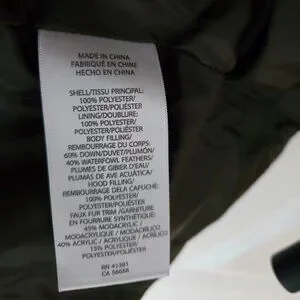 MADE IN CHINA
FABRIQUÉ EN CHINE
HECHO EN CHINA
SHELL/TISSU PRINCIPAL:
100% POLYESTER/
POLYESTER/POLIÉSTER
LINING/DOUBLURE:
100% POLYESTER/
POLYESTER/POLIÉSTER
BODY FILLING/
REMBOURRAGE DU CORPS:
60% DOWN/DUVET/PLUMÓN/
40% WATERFOWL FEATHERS/
PLUMES DE GIBIER D'EAU/
PLUMAS DE AVE ACUÁTICA/
HOOD FILLING/
REMBOURRAGE DELA CAPUCHE:
100% POLYESTER/
POLYESTER/POLIÉSTER
FAUX FUR TRIM /GARNITURE
EN FOURRURE SYNTHÉTIQUE:
45% MODACRYLIC /
MODACRYLIQUE / MODACRÍLICO
40% ACRYLIC / ACRYLIQUE / ACRÍLICO
15% POLYESTER/
POLYESTER/POLIÉSTER
RN 41381
CA 56658